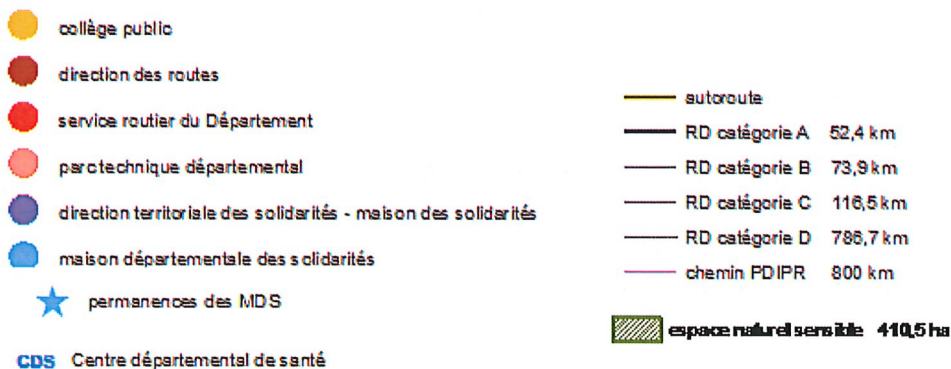 collège public
direction des routes
service routier du Département
parc technique départemental
direction territoriale des solidarités - maison des solidarités
maison départementale des solidarités
permanences des MDS
CDS Centre départemental de santé
autoroute
RD catégorie A 52,4 km
RD catégorie B 73,9 km
RD catégorie C 116,5 km
RD catégorie D 786,7 km
chemin PDIPR 800 km
espace naturel sensible 410,5 ha